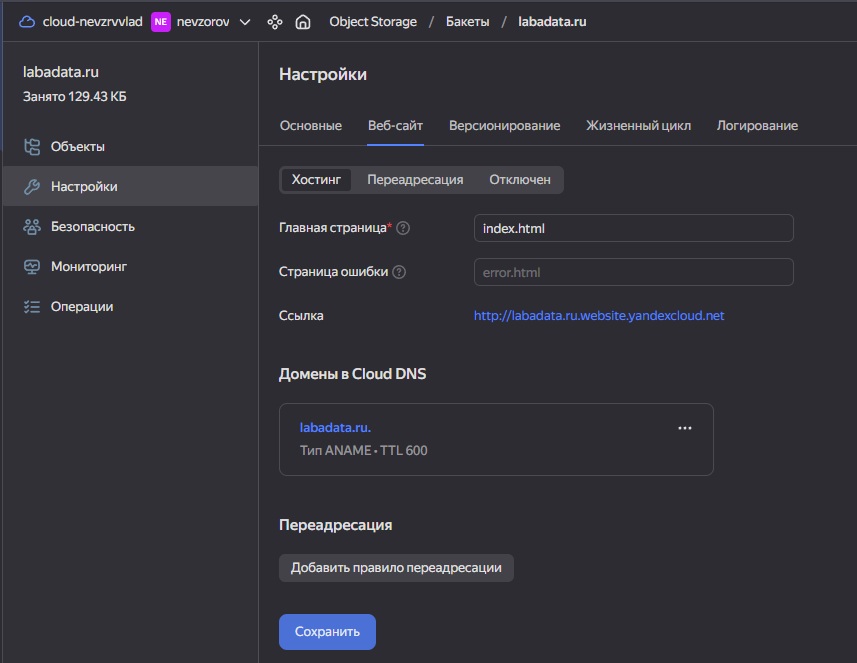 cloud-nevzrvvlad NE nevzorov Object Storage / Бакеты / labadata.ru
labadata.ru
Занято 129.43 КБ
Объекты
Настройки
Безопасность
Мониторинг
Операции
Настройки
Основные Веб-сайт Версионирование Жизненный цикл Логирование
Хостинг Переадресация Отключен
Главная страница* index.html
Страница ошибки error.html
Ссылка http://labadata.ru.website.yandexcloud.net
Домены в Cloud DNS
labadata.ru.
Тип ANAME • TTL 600
Переадресация
Добавить правило переадресации
Сохранить